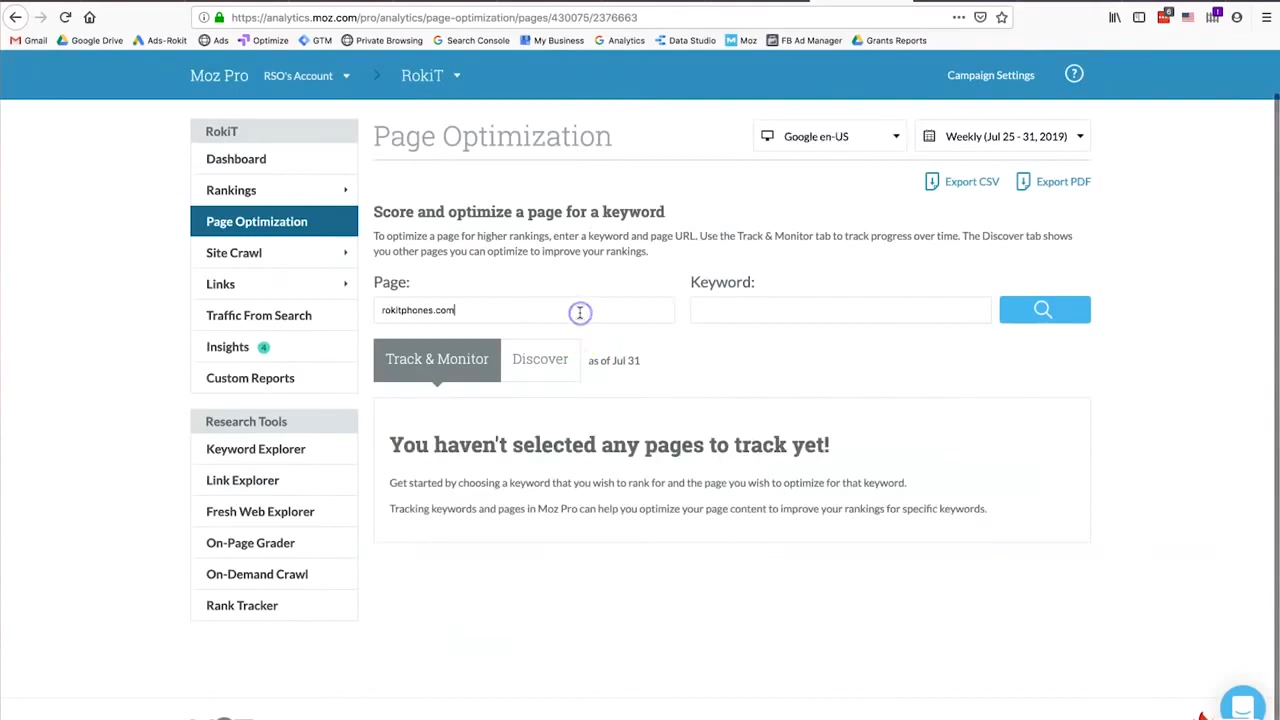 https://analytics.moz.com/pro/analytics/page-optimization/pages/430075/2376663
6
1
Gmail Google Drive Ads-Rokit Ads Optimize GTM Private Browsing Search Console My Business Analytics Data Studio Moz FB Ad Manager Grants Reports
Moz Pro RSO's Account RokiT Campaign Settings ?
RokiT
Dashboard
Rankings
Page Optimization
Site Crawl
Links
Traffic From Search
Insights 4
Custom Reports
Research Tools
Keyword Explorer
Link Explorer
Fresh Web Explorer
On-Page Grader
On-Demand Crawl
Rank Tracker
Page Optimization
Google en-US
Weekly (Jul 25 - 31, 2019)
Export CSV
Export PDF
Score and optimize a page for a keyword
To optimize a page for higher rankings, enter a keyword and page URL. Use the Track & Monitor tab to track progress over time. The Discover tab shows
you other pages you can optimize to improve your rankings.
Page:
Keyword:
rokitphones.com
Track & Monitor
Discover
as of Jul 31
You haven't selected any pages to track yet!
Get started by choosing a keyword that you wish to rank for and the page you wish to optimize for that keyword.
Tracking keywords and pages in Moz Pro can help you optimize your page content to improve your rankings for specific keywords.